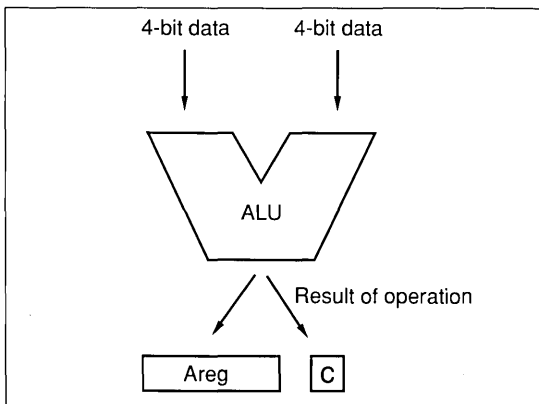 4-bit data 4-bit data
ALU
Result of operation
Areg C